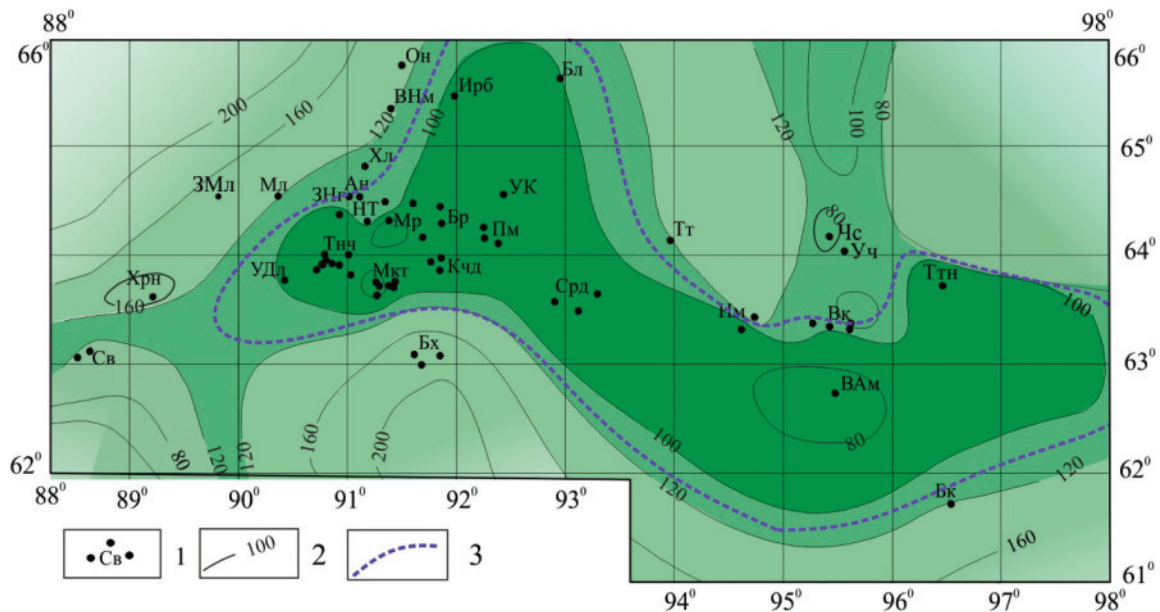 88⁰ 98⁰
66⁰ 66⁰
Он
Бл
ВНм
Ирб
80
200
160
120
100
120
100
65⁰
Хл
ЗМл Мл ЗНг Ан УК
НТ Мр Бр Пм
80
Чс
Тт
Уч
64⁰
Тнч
УДл Мкт Кчд Срд Ттн
Хрн
160
100
Нм Вк
Св
Бх
63⁰
ВАм
80
160
200
100
120
80
120
120
62⁰ 62⁰
120
Бк
160
61⁰
88⁰ 89⁰ 90⁰ 91⁰ 92⁰ 93⁰
94⁰ 95⁰ 96⁰ 97⁰ 98⁰
Св 1 100 2 3